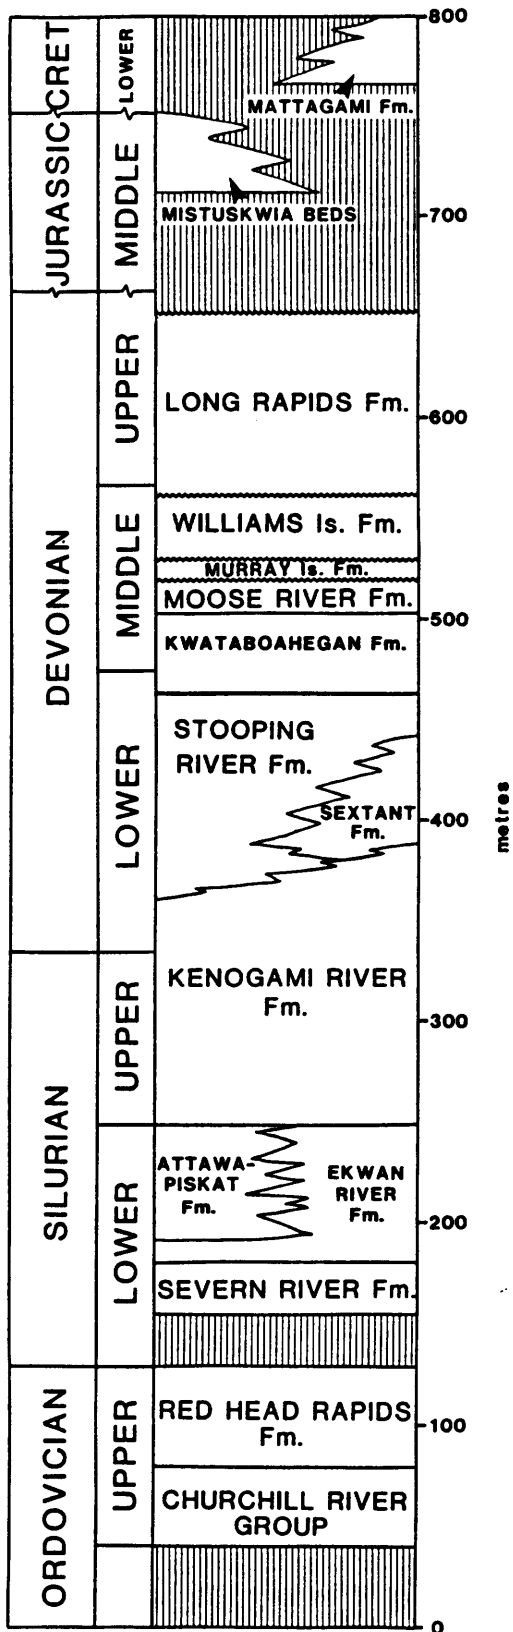 CRET
LOWER
JURASSIC
MIDDLE
DEVONIAN
UPPER
MIDDLE
LOWER
SILURIAN
UPPER
LOWER
ORDOVICIAN
UPPER
MATTAGAMI Fm.
MISTUSKWIA BEDS
LONG RAPIDS Fm.
WILLIAMS Is. Fm.
MURRAY Is. Fm.
MOOSE RIVER Fm.
KWATABOAHEGAN Fm.
STOOPING
RIVER Fm.
SEXTANT
Fm.
KENOGAMI RIVER
Fm.
ATTAWA-
PISKAT
Fm.
EKWAN
RIVER
Fm.
SEVERN RIVER Fm.
RED HEAD RAPIDS
Fm.
CHURCHILL RIVER
GROUP
800
700
600
500
400
300
200
100
0
metres